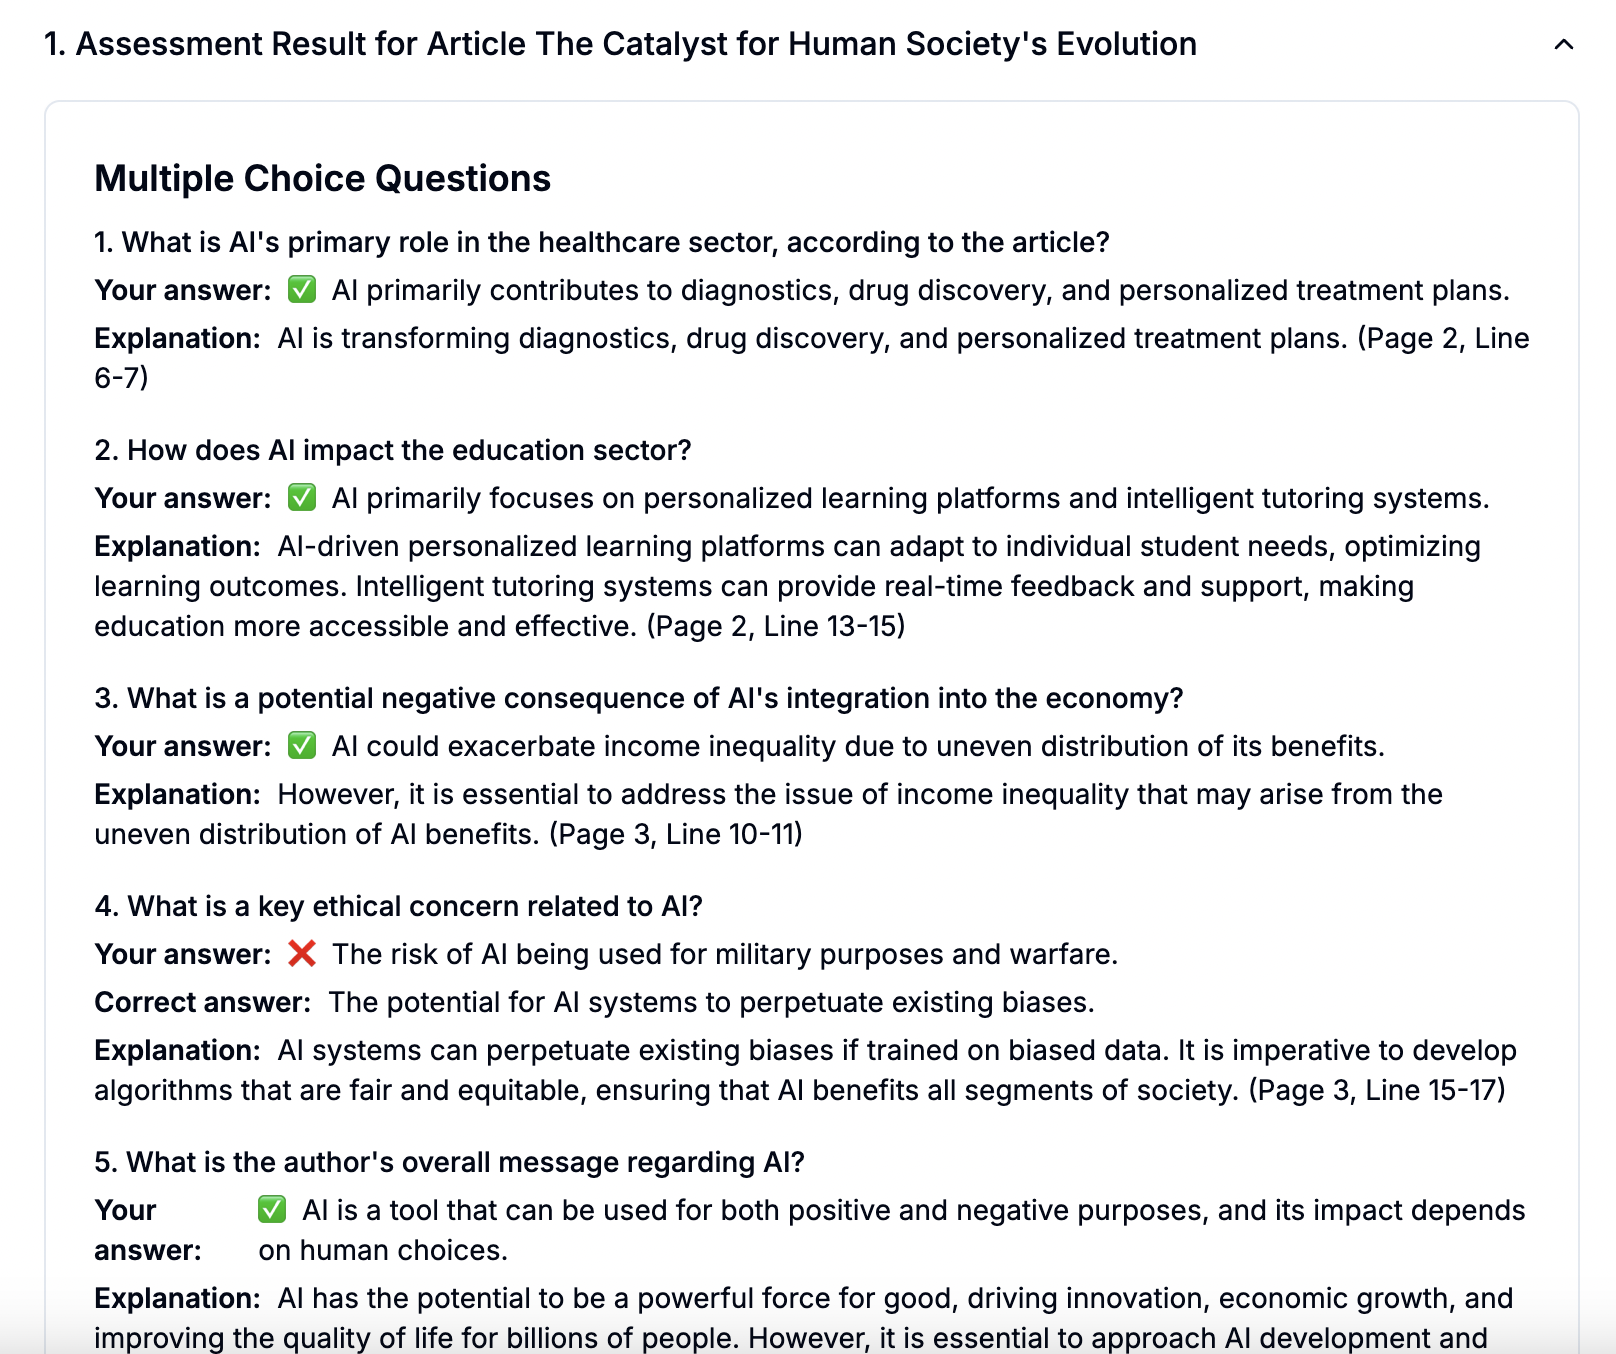 1. Assessment Result for Article The Catalyst for Human Society's Evolution
Multiple Choice Questions
1. What is AI's primary role in the healthcare sector, according to the article?
Your answer: ✅ AI primarily contributes to diagnostics, drug discovery, and personalized treatment plans.
Explanation: AI is transforming diagnostics, drug discovery, and personalized treatment plans. (Page 2, Line
6-7)
2. How does AI impact the education sector?
Your answer: ✅ AI primarily focuses on personalized learning platforms and intelligent tutoring systems.
Explanation: AI-driven personalized learning platforms can adapt to individual student needs, optimizing
learning outcomes. Intelligent tutoring systems can provide real-time feedback and support, making
education more accessible and effective. (Page 2, Line 13-15)
3. What is a potential negative consequence of AI's integration into the economy?
Your answer: ✅ AI could exacerbate income inequality due to uneven distribution of its benefits.
Explanation: However, it is essential to address the issue of income inequality that may arise from the
uneven distribution of AI benefits. (Page 3, Line 10-11)
4. What is a key ethical concern related to AI?
Your answer: ❌ The risk of AI being used for military purposes and warfare.
Correct answer: The potential for AI systems to perpetuate existing biases.
Explanation: AI systems can perpetuate existing biases if trained on biased data. It is imperative to develop
algorithms that are fair and equitable, ensuring that AI benefits all segments of society. (Page 3, Line 15-17)
5. What is the author's overall message regarding AI?
Your answer: ✅ AI is a tool that can be used for both positive and negative purposes, and its impact depends
on human choices.
Explanation: AI has the potential to be a powerful force for good, driving innovation, economic growth, and
improving the quality of life for billions of people. However, it is essential to approach AI development and